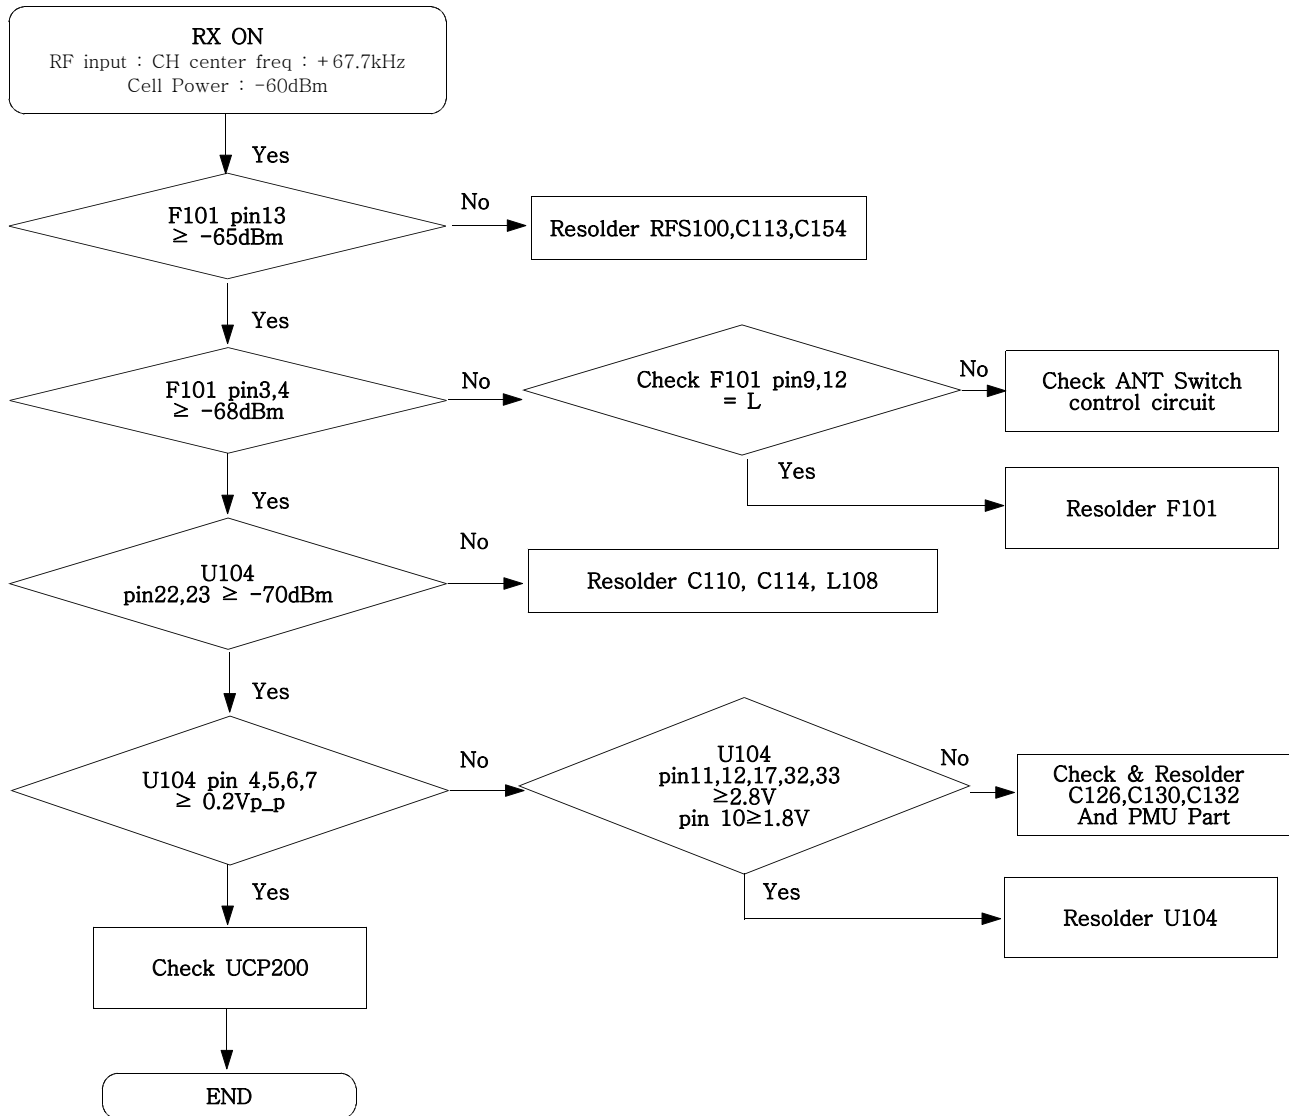 RX ON
RF input : CH center freq : +67.7kHz
Cell Power : -60dBm
Yes
F101 pin13
≥ -65dBm
No
Resolder RFS100,C113,C154
Yes
F101 pin3,4
≥ -68dBm
No
Check F101 pin9,12
= L
No
Check ANT Switch
control circuit
Yes
Resolder F101
Yes
U104
pin22,23 ≥ -70dBm
No
Resolder C110, C114, L108
Yes
U104 pin 4,5,6,7
≥ 0.2Vp_p
No
U104
pin11,12,17,32,33
≥2.8V
pin 10≥1.8V
No
Check & Resolder
C126,C130,C132
And PMU Part
Yes
Resolder U104
Yes
Check UCP200
END